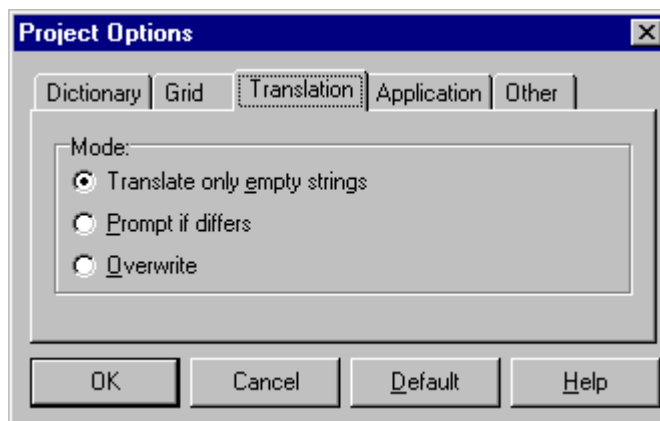 Project Options
Dictionary Grid Translation Application Other
Mode:
Translate only empty strings
Prompt if differs
Overwrite
OK Cancel Default Help